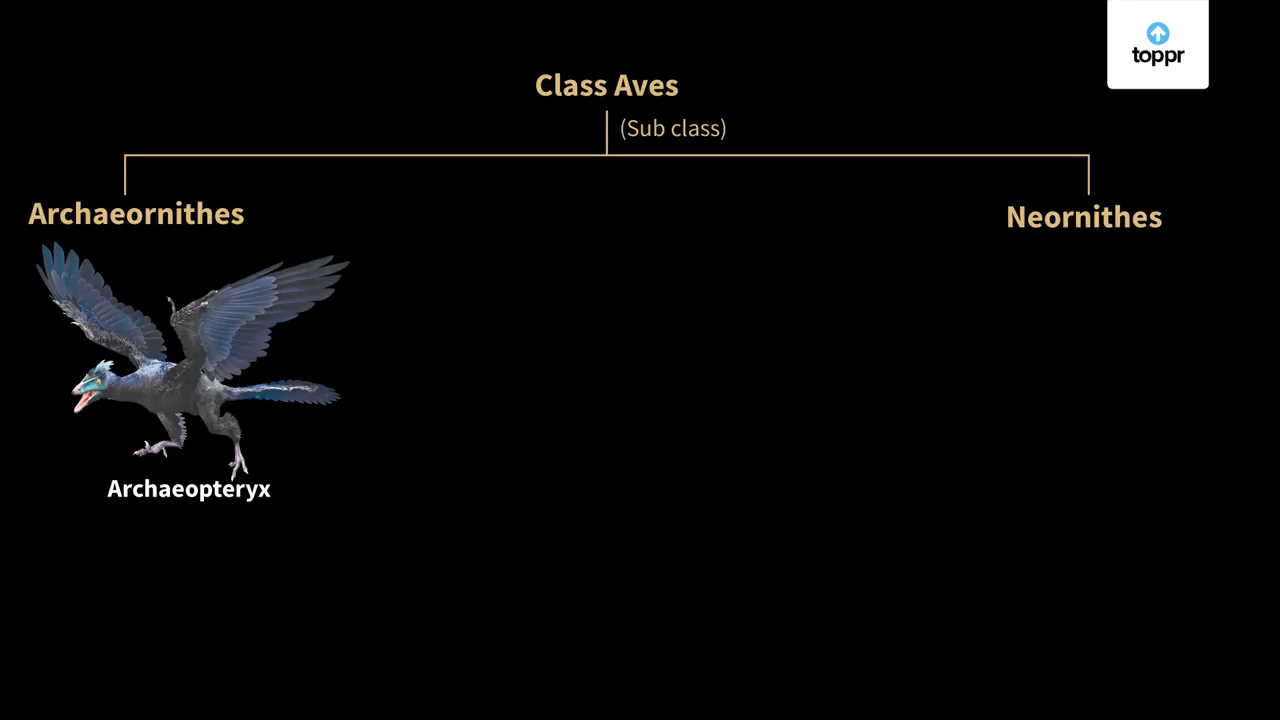 toppr
Class Aves
(Sub class)
Archaeornithes
Neornithes
Archaeopteryx